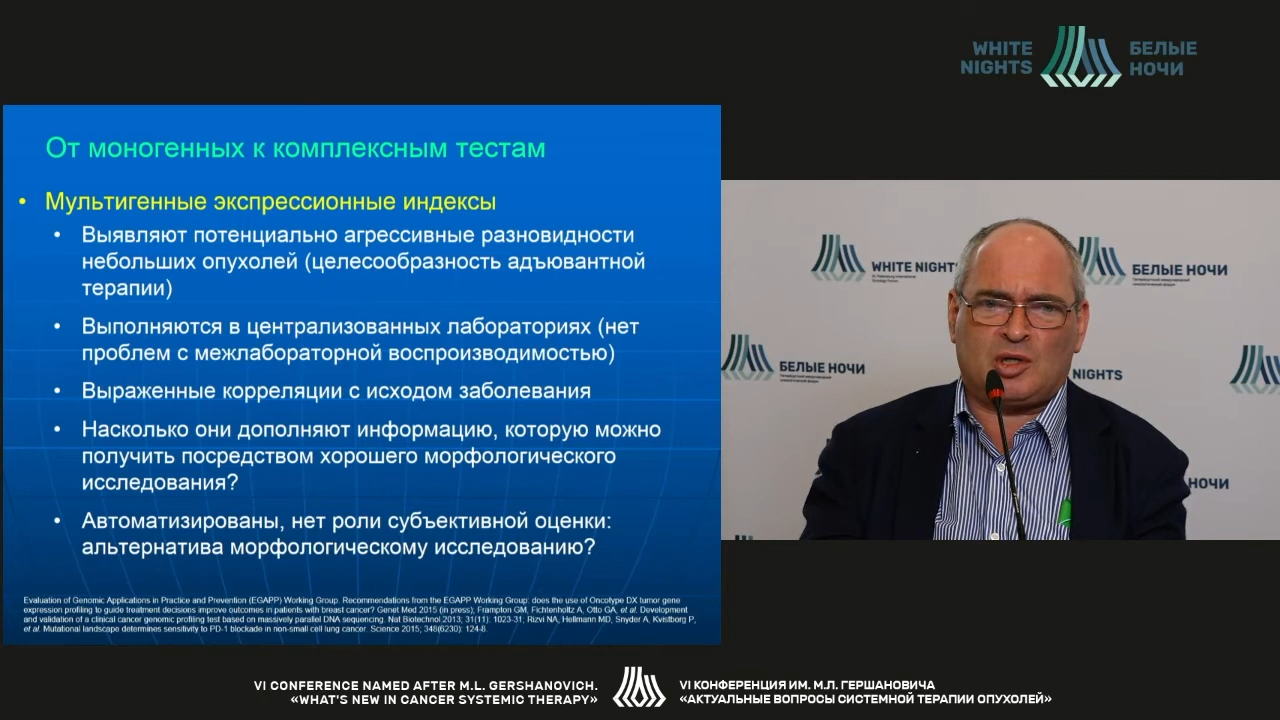 WHITE
NIGHTS
БЕЛЫЕ
НОЧИ
От моногенных к комплексным тестам
• Мультигенные экспрессионные индексы
• Выявляют потенциально агрессивные разновидности
небольших опухолей (целесообразность адъювантной
терапии)
• Выполняются в централизованных лабораториях (нет
проблем с межлабораторной воспроизводимостью)
• Выраженные корреляции с исходом заболевания
• Насколько они дополняют информацию, которую можно
получить посредством хорошего морфологического
исследования?
• Автоматизированы, нет роли субъективной оценки:
альтернатива морфологическому исследованию?
Evaluation of Genomic Applications in Practice and Prevention (EGAPP) Working Group. Recommendations from the EGAPP Working Group: does the use of Oncotype DX tumor gene
expression profiling to guide treatment decisions improve outcomes in patients with breast cancer? Genet Med 2015 (in press); Frampton GM, Fichtenholtz A, Otto GA, et al. Development
and validation of a clinical cancer genomic profiling test based on massively parallel DNA sequencing. Nat Biotechnol 2013; 31(11): 1023-31; Rizvi NA, Hellmann MD, Snyder A, Kvistborg P,
et al. Mutational landscape determines sensitivity to PD-1 blockade in non-small cell lung cancer. Science 2015; 348(6230): 124-8.
WHITE NIGHT
БЕЛЫЕ НОЧИ
БЕЛЫЕ НОЧИ
NIGHTS
НОЧИ
VI CONFERENCE NAMED AFTER M.L. GERSHANOVICH.
«WHAT'S NEW IN CANCER SYSTEMIC THERAPY»
VI КОНФЕРЕНЦИЯ ИМ. М.Л. ГЕРШАНОВИЧА
«АКТУАЛЬНЫЕ ВОПРОСЫ СИСТЕМНОЙ ТЕРАПИИ ОПУХОЛЕЙ»